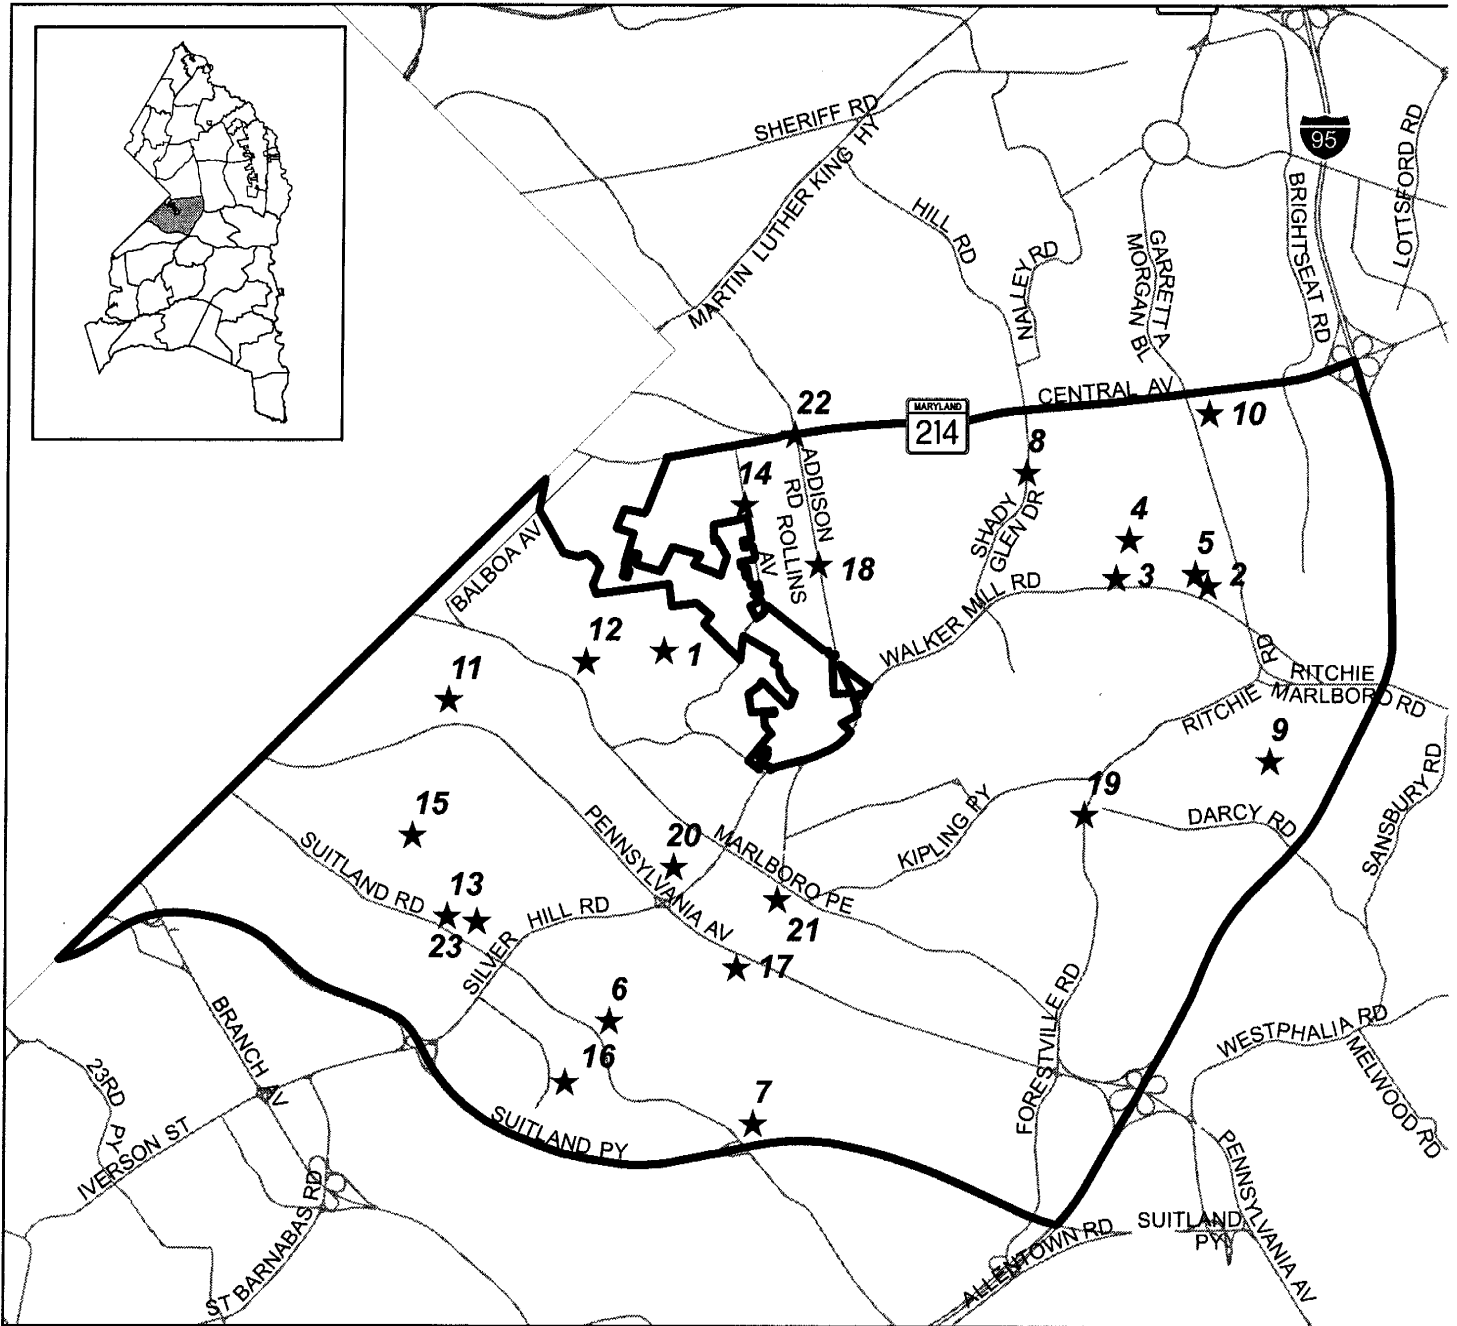 95
SHERIFF RD
MARTIN LUTHER KING HY
HILL RD
NALLEY RD
GARRETT A
MORGAN BL
BRIGHTSEAT RD
LOTTSFORD RD
CENTRAL AV
MARYLAND
214
22
10
8
14
ADDISON
RD
ROLLINS
AV
18
SHADY
GLEN DR
4
5
3
2
BALBOA AV
WALKER MILL RD
12
1
11
RD
RITCHIE
MARLBORO RD
RITCHIE
9
19
15
SUITLAND RD
PENNSYLVANIA AV
20
MARLBORO PE
KIPLING PY
DARCY RD
SANSBURY RD
13
23
SILVER
HILL RD
21
17
6
16
7
BRANCH AV
23RD PY
IVERSON ST
ST BARNABAS RD
SUITLAND PY
FORESTVILLE RD
WESTPHALIA RD
MELWOOD RD
PENNSYLVANIA AV
SUITLAND
PY
ALLENTOWN RD